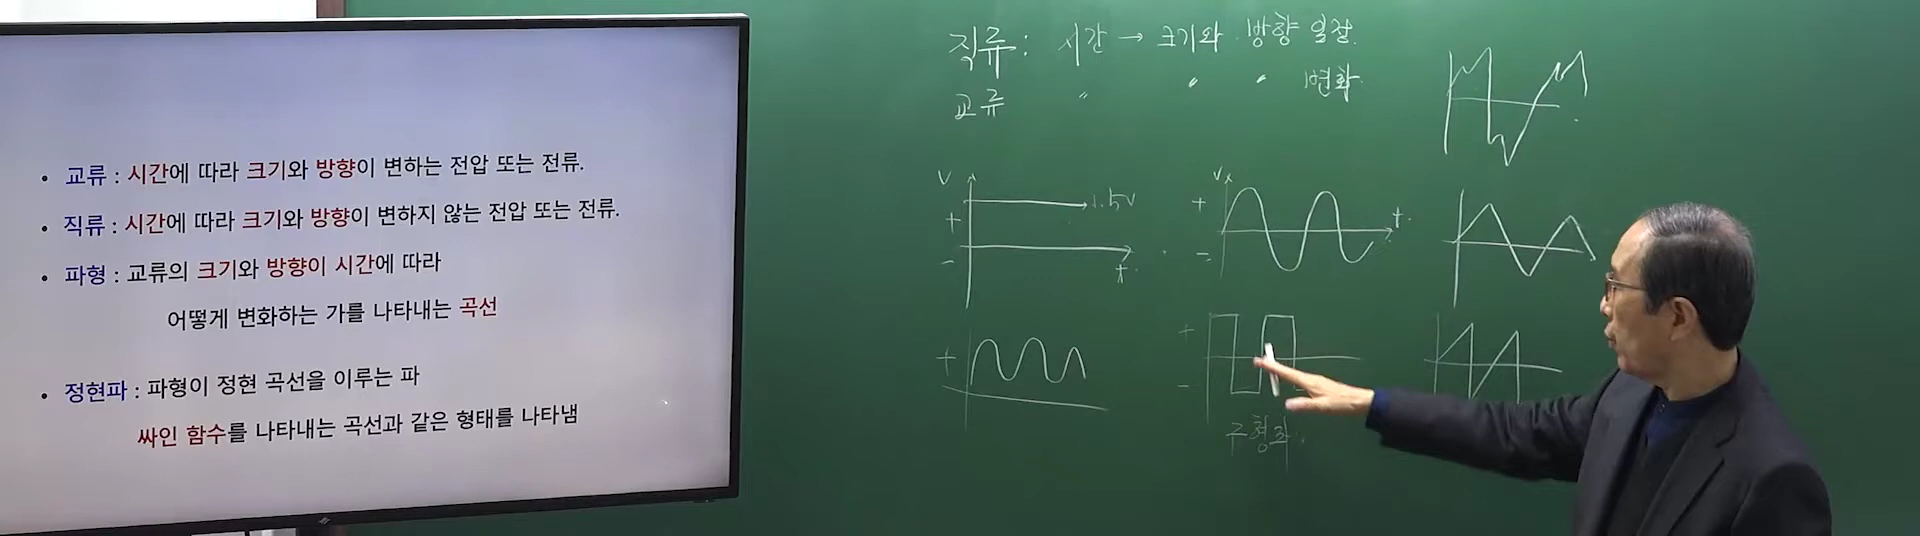 • 교류 : 시간에 따라 크기와 방향이 변하는 전압 또는 전류.
• 직류 : 시간에 따라 크기와 방향이 변하지 않는 전압 또는 전류.
• 파형 : 교류의 크기와 방향이 시간에 따라
어떻게 변화하는 가를 나타내는 곡선
• 정현파 : 파형이 정현 곡선을 이루는 파
싸인 함수를 나타내는 곡선과 같은 형태를 나타냄
직류 : 시간 → 크기와 방향 일정.
교류 〃 〃 〃 변화.
V
+
-
1.5V
t.
V
+
-
t.
+
+
-
구형파.